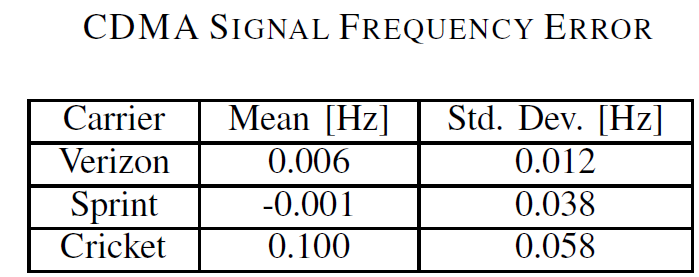 CDMA SIGNAL FREQUENCY ERROR
Carrier Mean [Hz] Std. Dev. [Hz]
Verizon 0.006 0.012
Sprint -0.001 0.038
Cricket 0.100 0.058